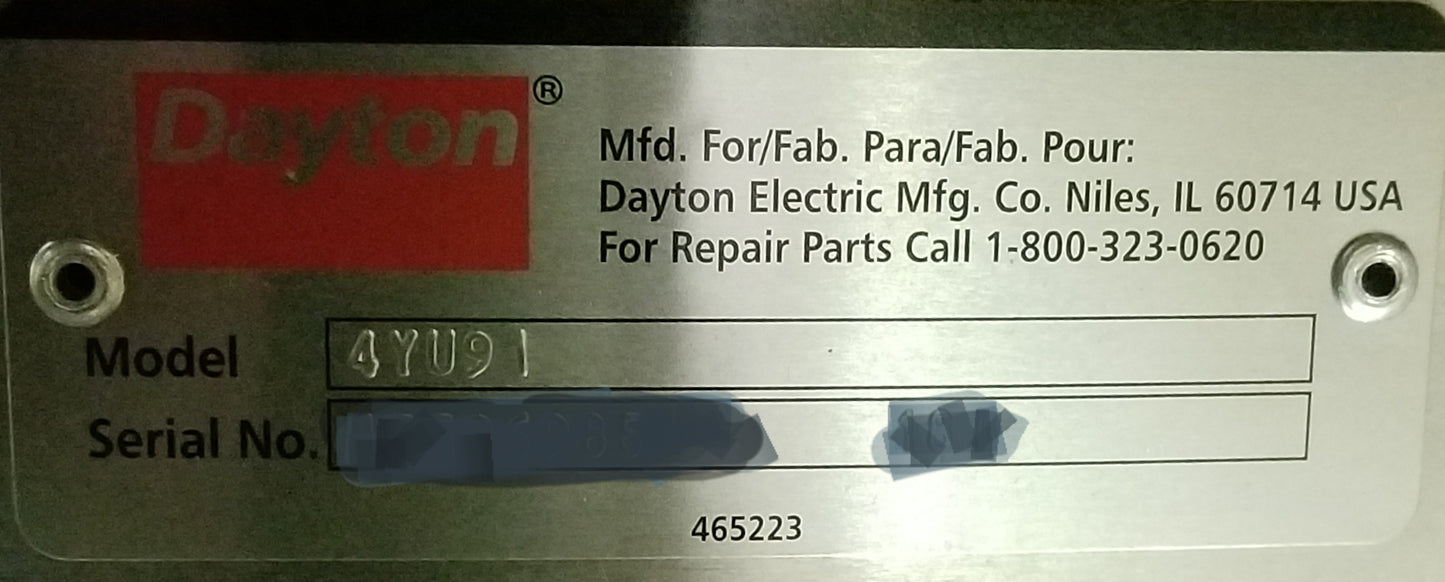 Dayton®
Mfd. For/Fab. Para/Fab. Pour:
Dayton Electric Mfg. Co. Niles, IL 60714 USA
For Repair Parts Call 1-800-323-0620
Model 4YU91
Serial No.
465223